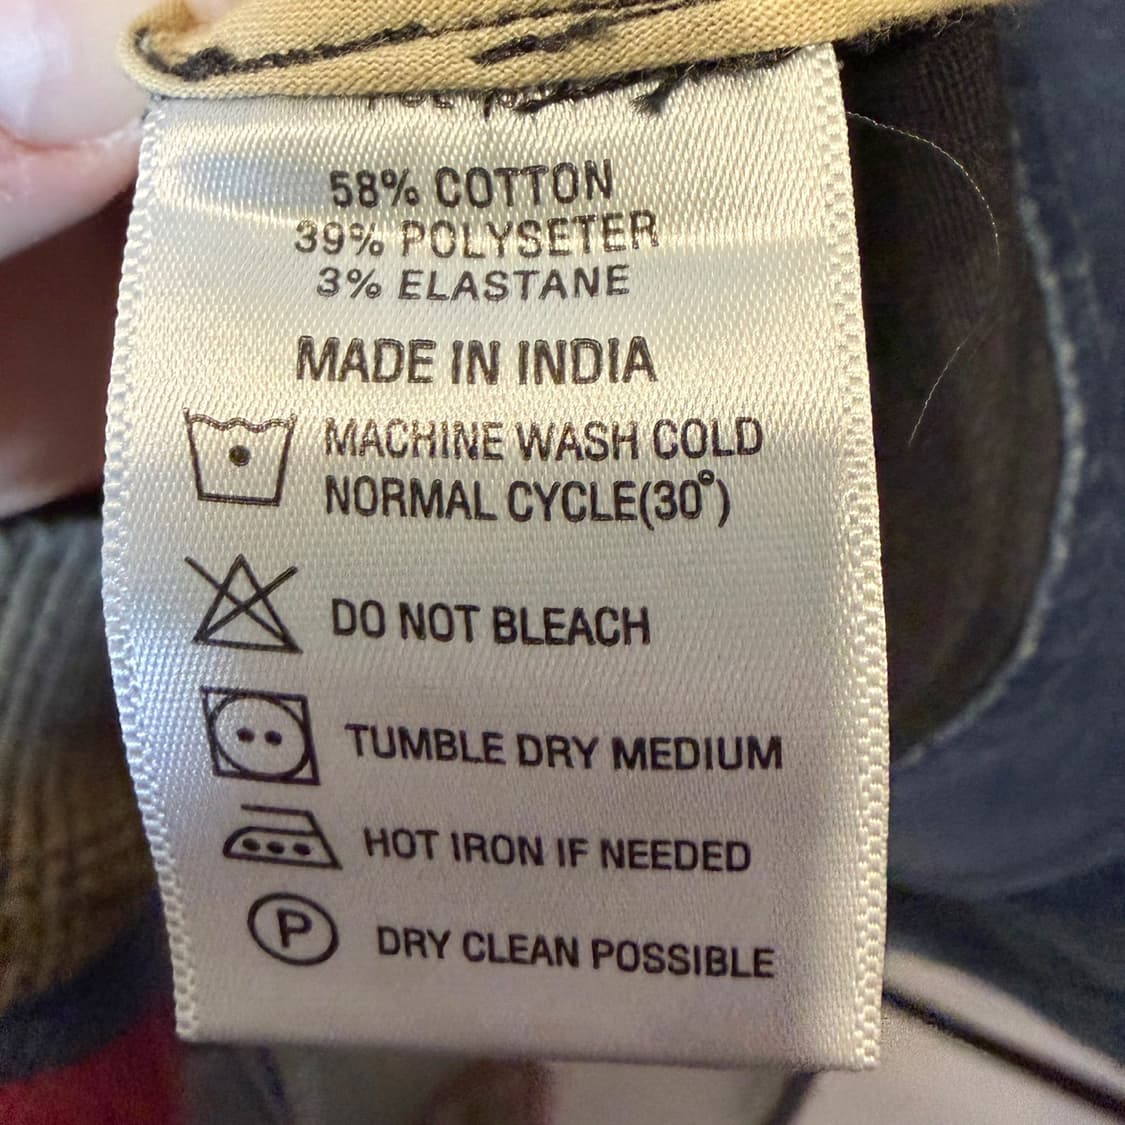 58% COTTON
39% POLYSETER
3% ELASTANE
MADE IN INDIA
MACHINE WASH COLD
NORMAL CYCLE(30°)
DO NOT BLEACH
TUMBLE DRY MEDIUM
HOT IRON IF NEEDED
P DRY CLEAN POSSIBLE